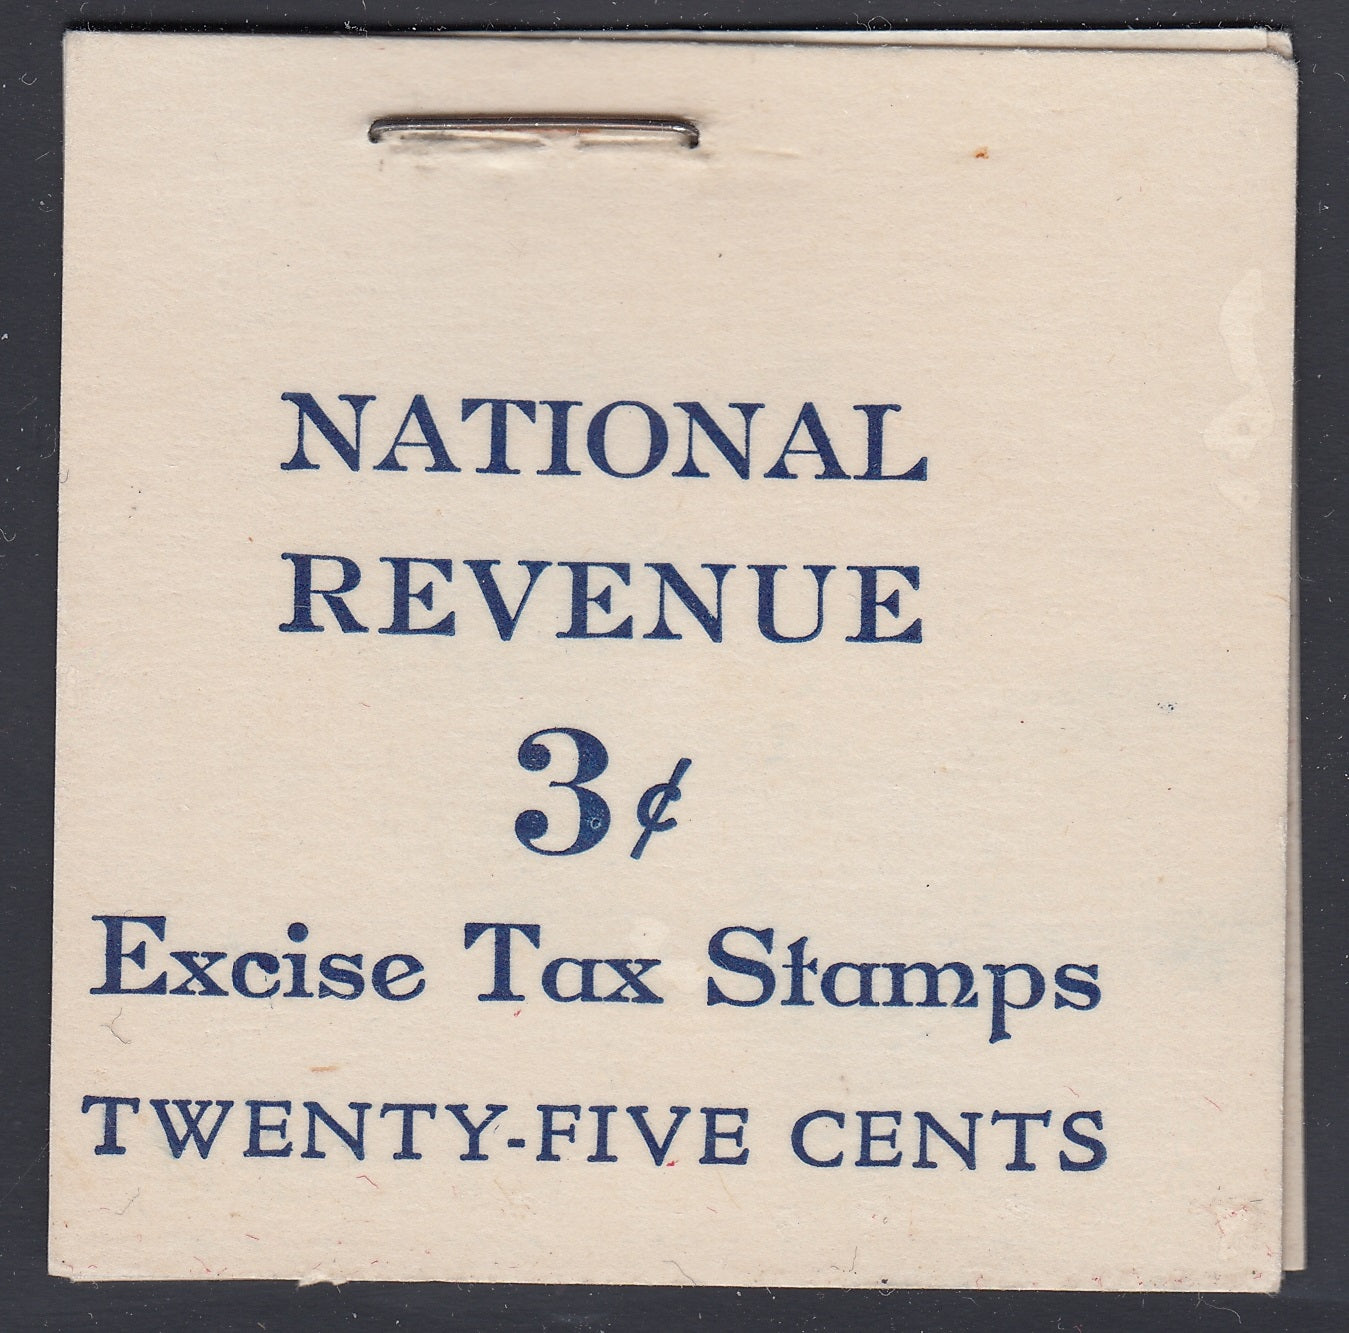 NATIONAL
REVENUE
3¢
Excise Tax Stamps
TWENTY-FIVE CENTS